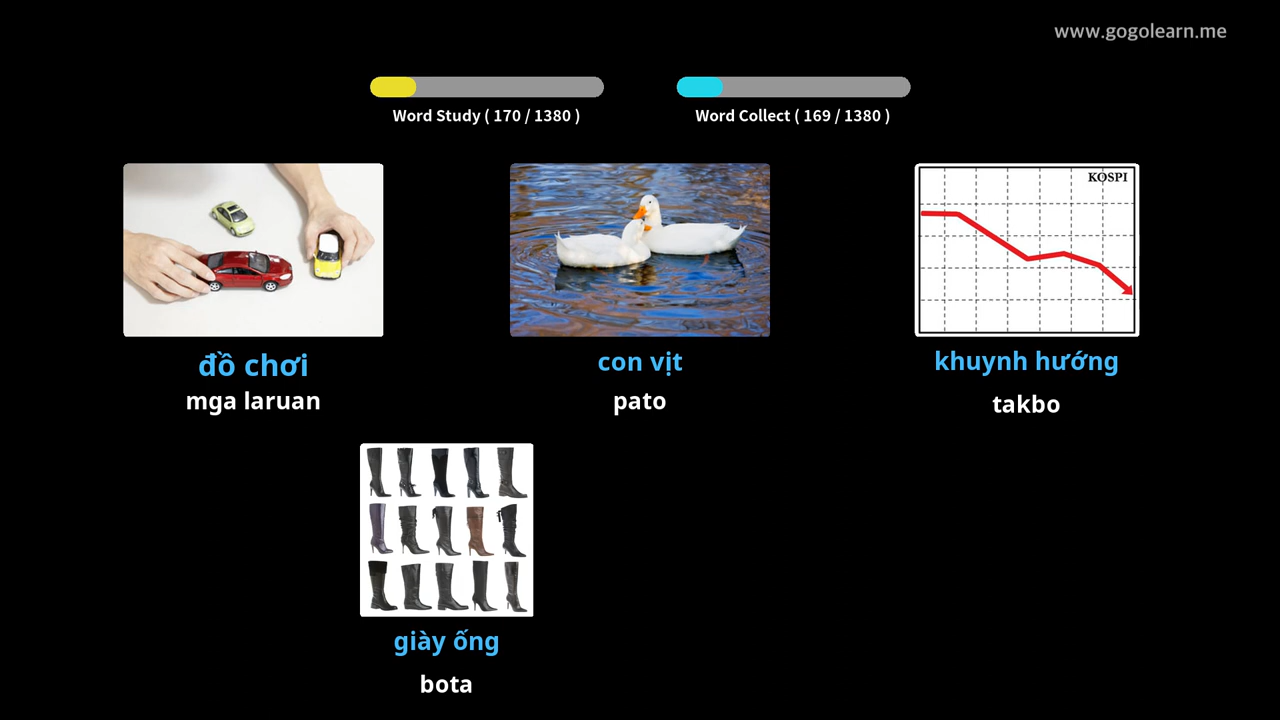 www.gogolearn.me
Word Study ( 170 / 1380 )
Word Collect ( 169 / 1380 )
KOSPI
đồ chơi
mga laruan
con vịt
pato
khuynh hướng
takbo
giày ống
bota